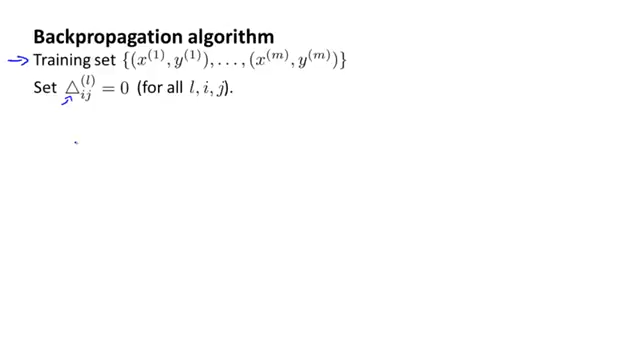 Backpropagation algorithm
Training set {(x^(1), y^(1)), . . . , (x^(m), y^(m))}
Set △_ij^(l) = 0 (for all l, i, j).